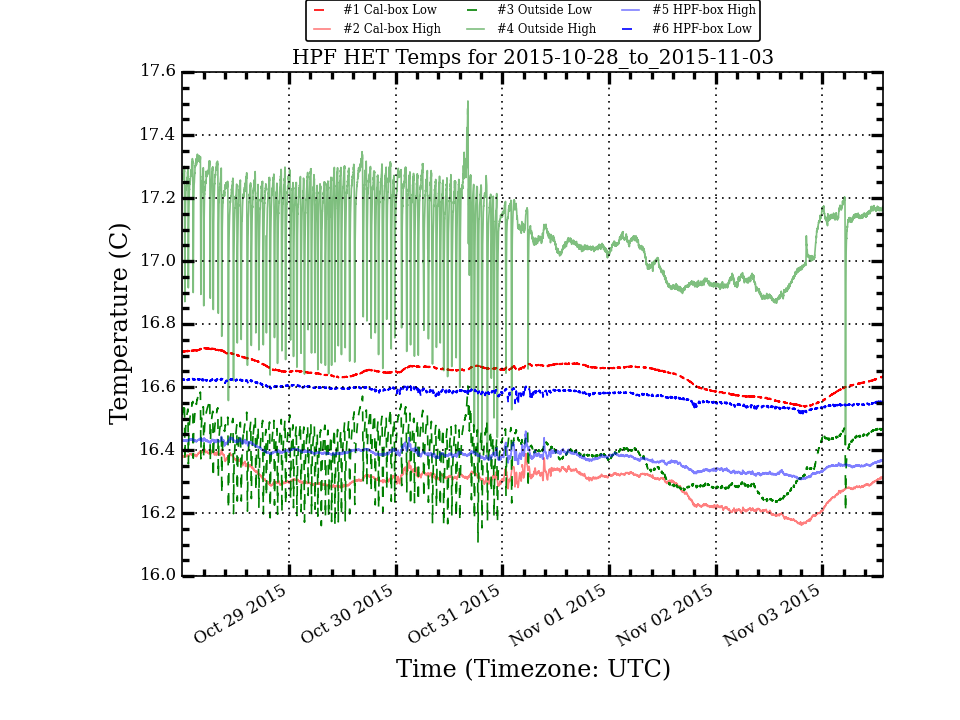 #1 Cal-box Low #3 Outside Low #5 HPF-box High
#2 Cal-box High #4 Outside High #6 HPF-box Low
HPF HET Temps for 2015-10-28_to_2015-11-03
17.6
17.4
17.2
17.0
16.8
16.6
16.4
16.2
16.0
Temperature (C)
Oct 29 2015
Oct 30 2015
Oct 31 2015
Nov 01 2015
Nov 02 2015
Nov 03 2015
Time (Timezone: UTC)